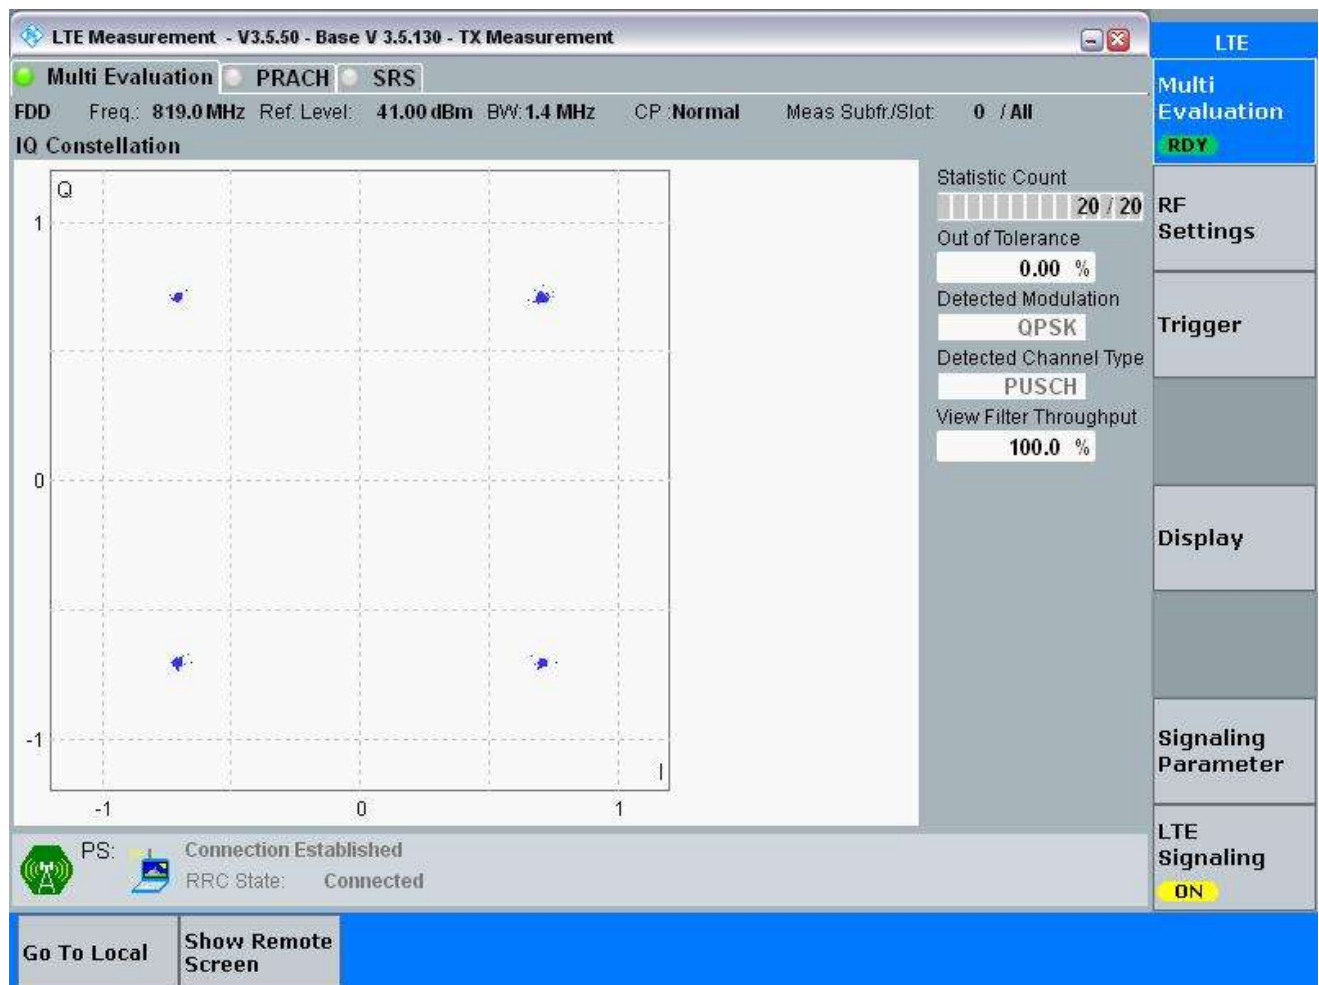 LTE Measurement - V3.5.50 - Base V 3.5.130 - TX Measurement
LTE
Multi Evaluation PRACH SRS
Multi
Evaluation
RDY
FDD Freq.: 819.0 MHz Ref. Level: 41.00 dBm BW: 1.4 MHz CP :Normal Meas Subfr./Slot: 0 / All
IQ Constellation
Q
1
0
-1
I
-1 0 1
Statistic Count
20 / 20
Out of Tolerance
0.00 %
Detected Modulation
QPSK
Detected Channel Type
PUSCH
View Filter Throughput
100.0 %
RF
Settings
Trigger
Display
Signaling
Parameter
LTE
Signaling
ON
PS: Connection Established
RRC State: Connected
Go To Local
Show Remote
Screen